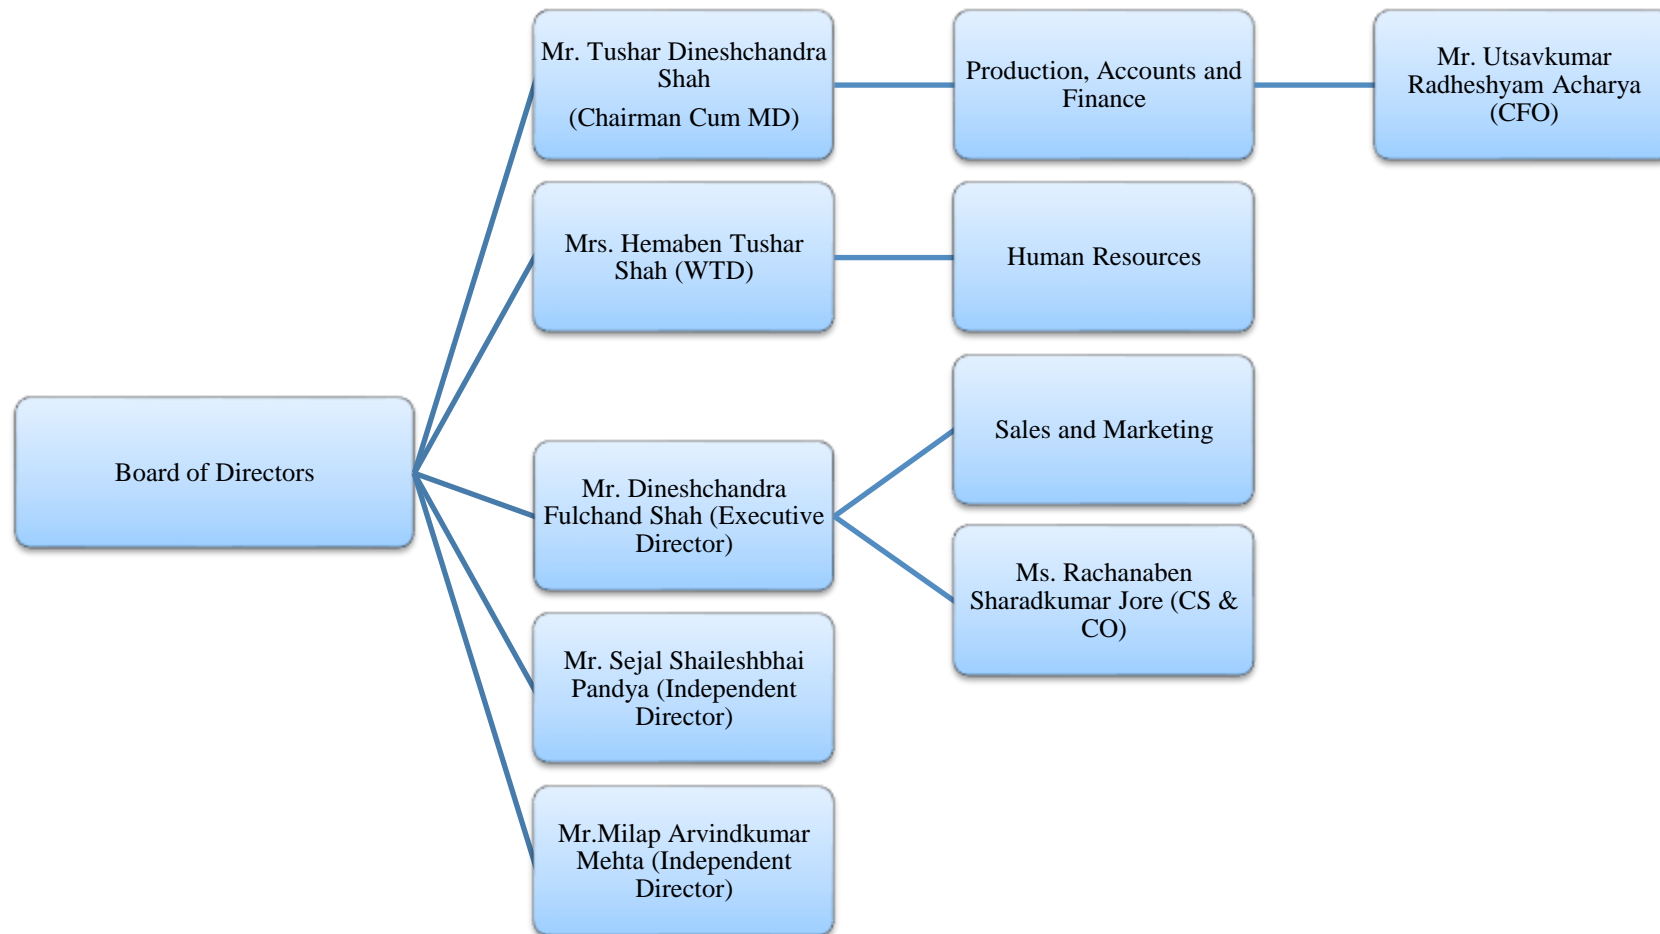 Board of Directors
Mr. Tushar Dineshchandra
Shah
(Chairman Cum MD)
Production, Accounts and
Finance
Mr. Utsavkumar
Radheshyam Acharya
(CFO)
Mrs. Hemaben Tushar
Shah (WTD)
Human Resources
Mr. Dineshchandra
Fulchand Shah (Executive
Director)
Sales and Marketing
Ms. Rachanaben
Sharadkumar Jore (CS &
CO)
Mr. Sejal Shaileshbhai
Pandya (Independent
Director)
Mr.Milap Arvindkumar
Mehta (Independent
Director)